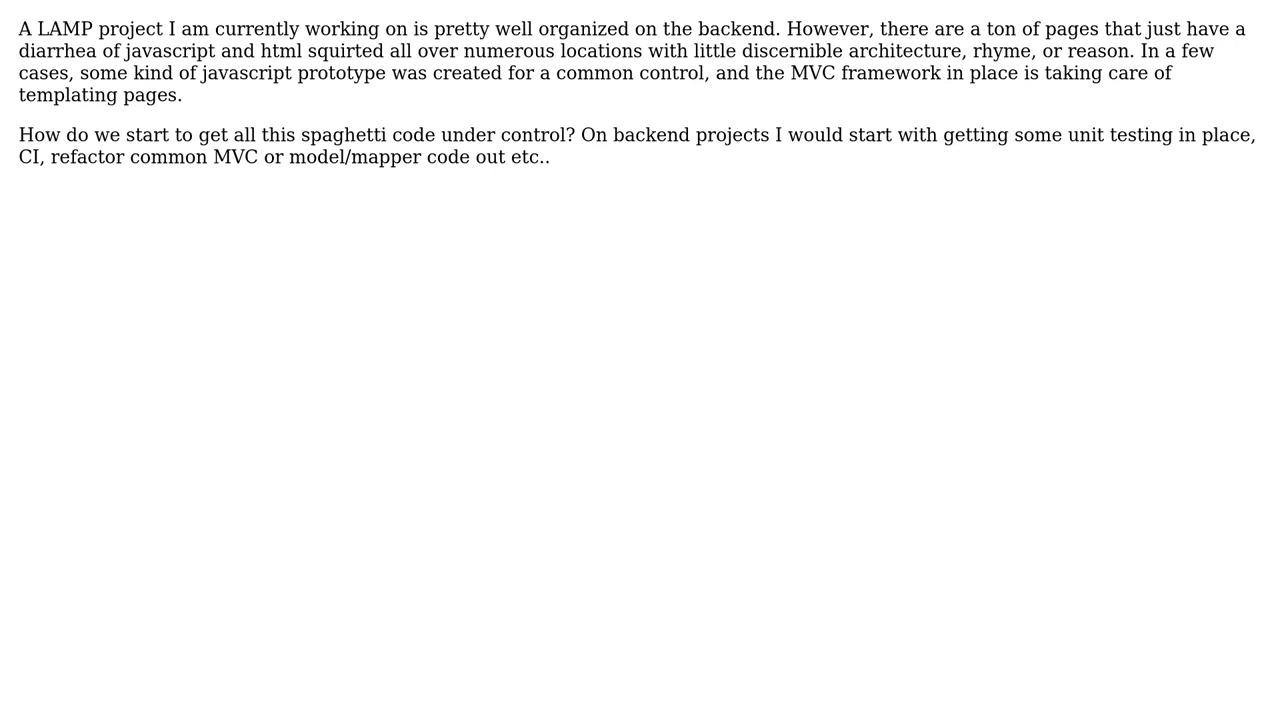 A LAMP project I am currently working on is pretty well organized on the backend. However, there are a ton of pages that just have a
diarrhea of javascript and html squirted all over numerous locations with little discernible architecture, rhyme, or reason. In a few
cases, some kind of javascript prototype was created for a common control, and the MVC framework in place is taking care of
templating pages.
How do we start to get all this spaghetti code under control? On backend projects I would start with getting some unit testing in place,
CI, refactor common MVC or model/mapper code out etc..